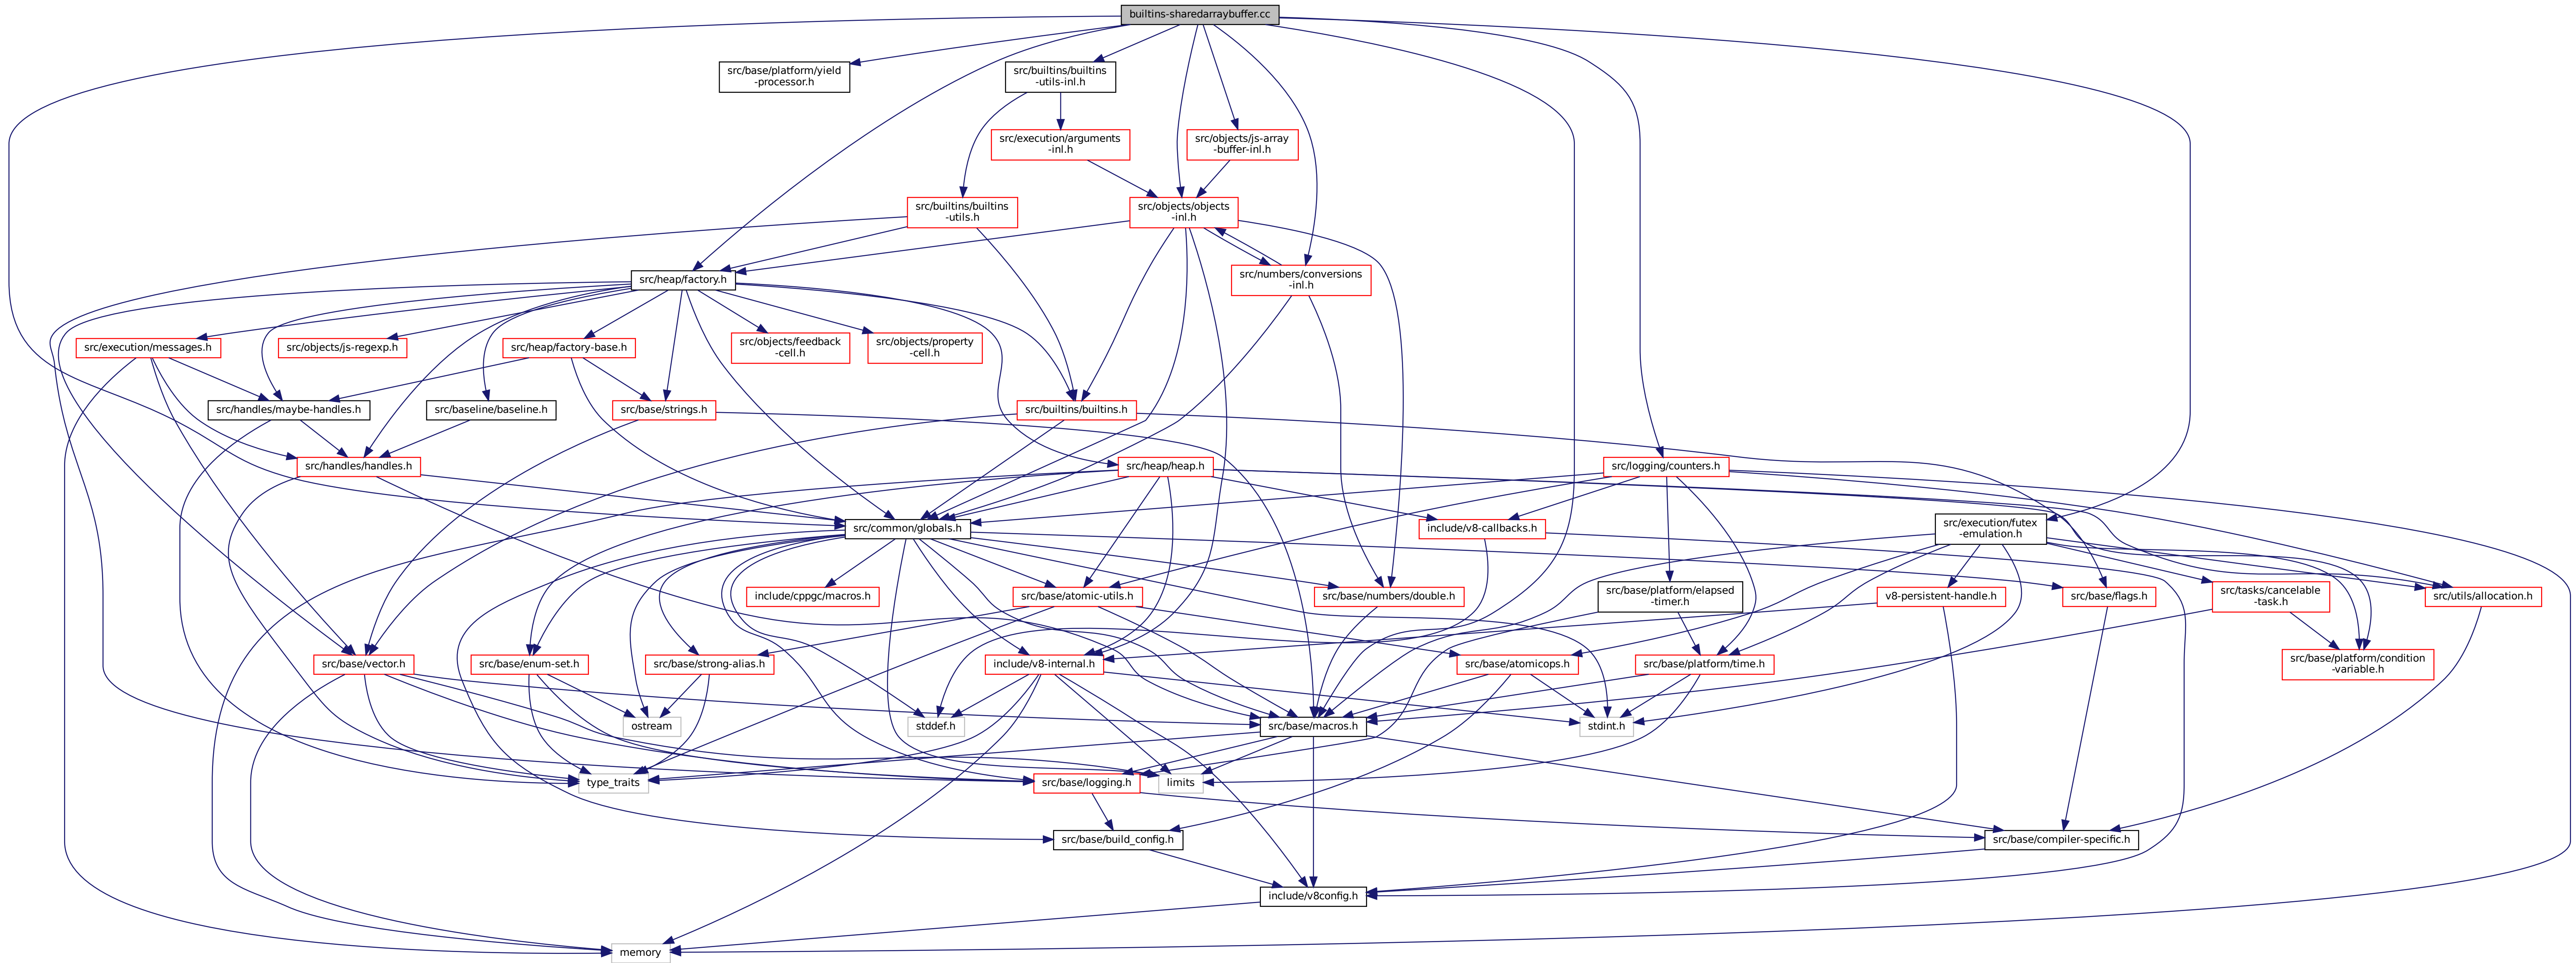 builtins-sharedarraybuffer.cc
src/base/platform/yield
-processor.h
src/builtins/builtins
-utils-inl.h
src/execution/arguments
-inl.h
src/objects/js-array
-buffer-inl.h
src/builtins/builtins
-utils.h
src/objects/objects
-inl.h
src/heap/factory.h
src/numbers/conversions
-inl.h
src/execution/messages.h
src/objects/js-regexp.h
src/heap/factory-base.h
src/objects/feedback
-cell.h
src/objects/property
-cell.h
src/handles/maybe-handles.h
src/baseline/baseline.h
src/base/strings.h
src/builtins/builtins.h
src/handles/handles.h
src/heap/heap.h
src/logging/counters.h
src/common/globals.h
include/v8-callbacks.h
src/execution/futex
-emulation.h
include/cppgc/macros.h
src/base/atomic-utils.h
src/base/numbers/double.h
src/base/platform/elapsed
-timer.h
v8-persistent-handle.h
src/base/flags.h
src/tasks/cancelable
-task.h
src/utils/allocation.h
src/base/vector.h
src/base/enum-set.h
src/base/strong-alias.h
include/v8-internal.h
src/base/atomicops.h
src/base/platform/time.h
src/base/platform/condition
-variable.h
ostream
stddef.h
src/base/macros.h
stdint.h
type_traits
src/base/logging.h
limits
src/base/build_config.h
src/base/compiler-specific.h
include/v8config.h
memory